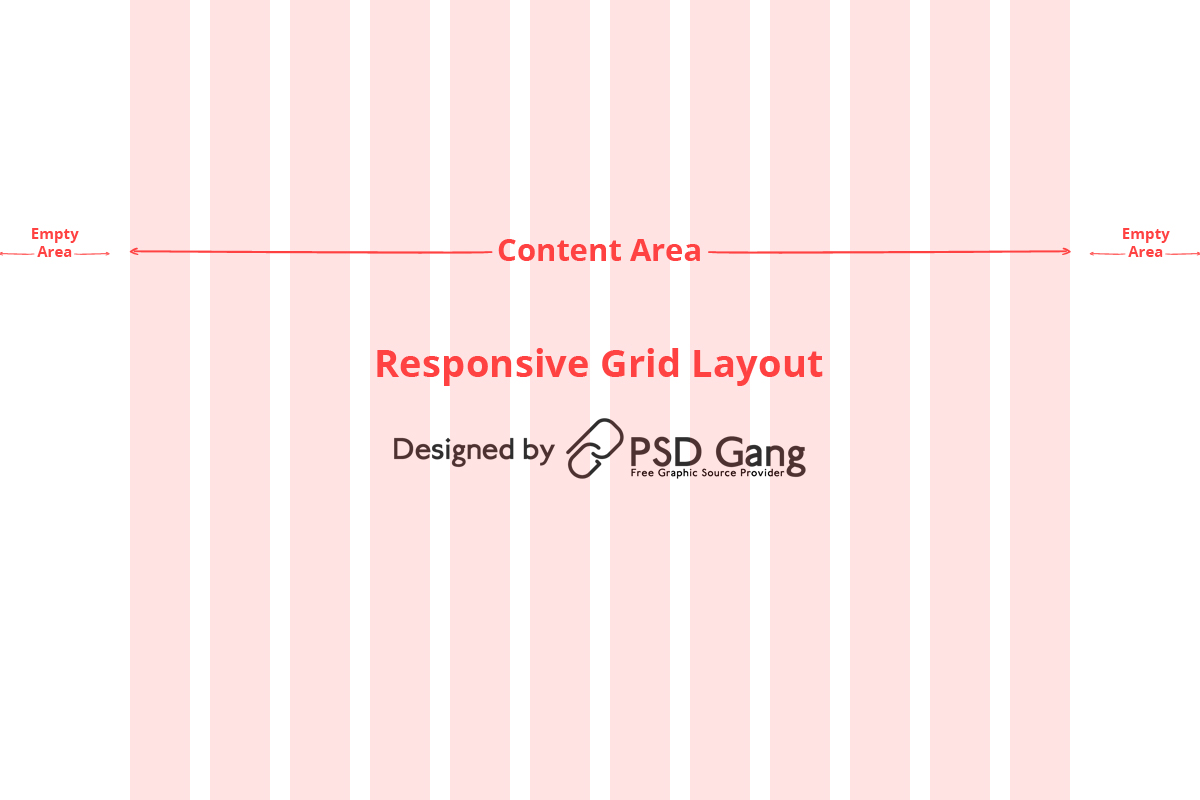 Empty
Area
Content Area
Empty
Area
Responsive Grid Layout
Designed by PSD Gang
Free Graphic Source Provider